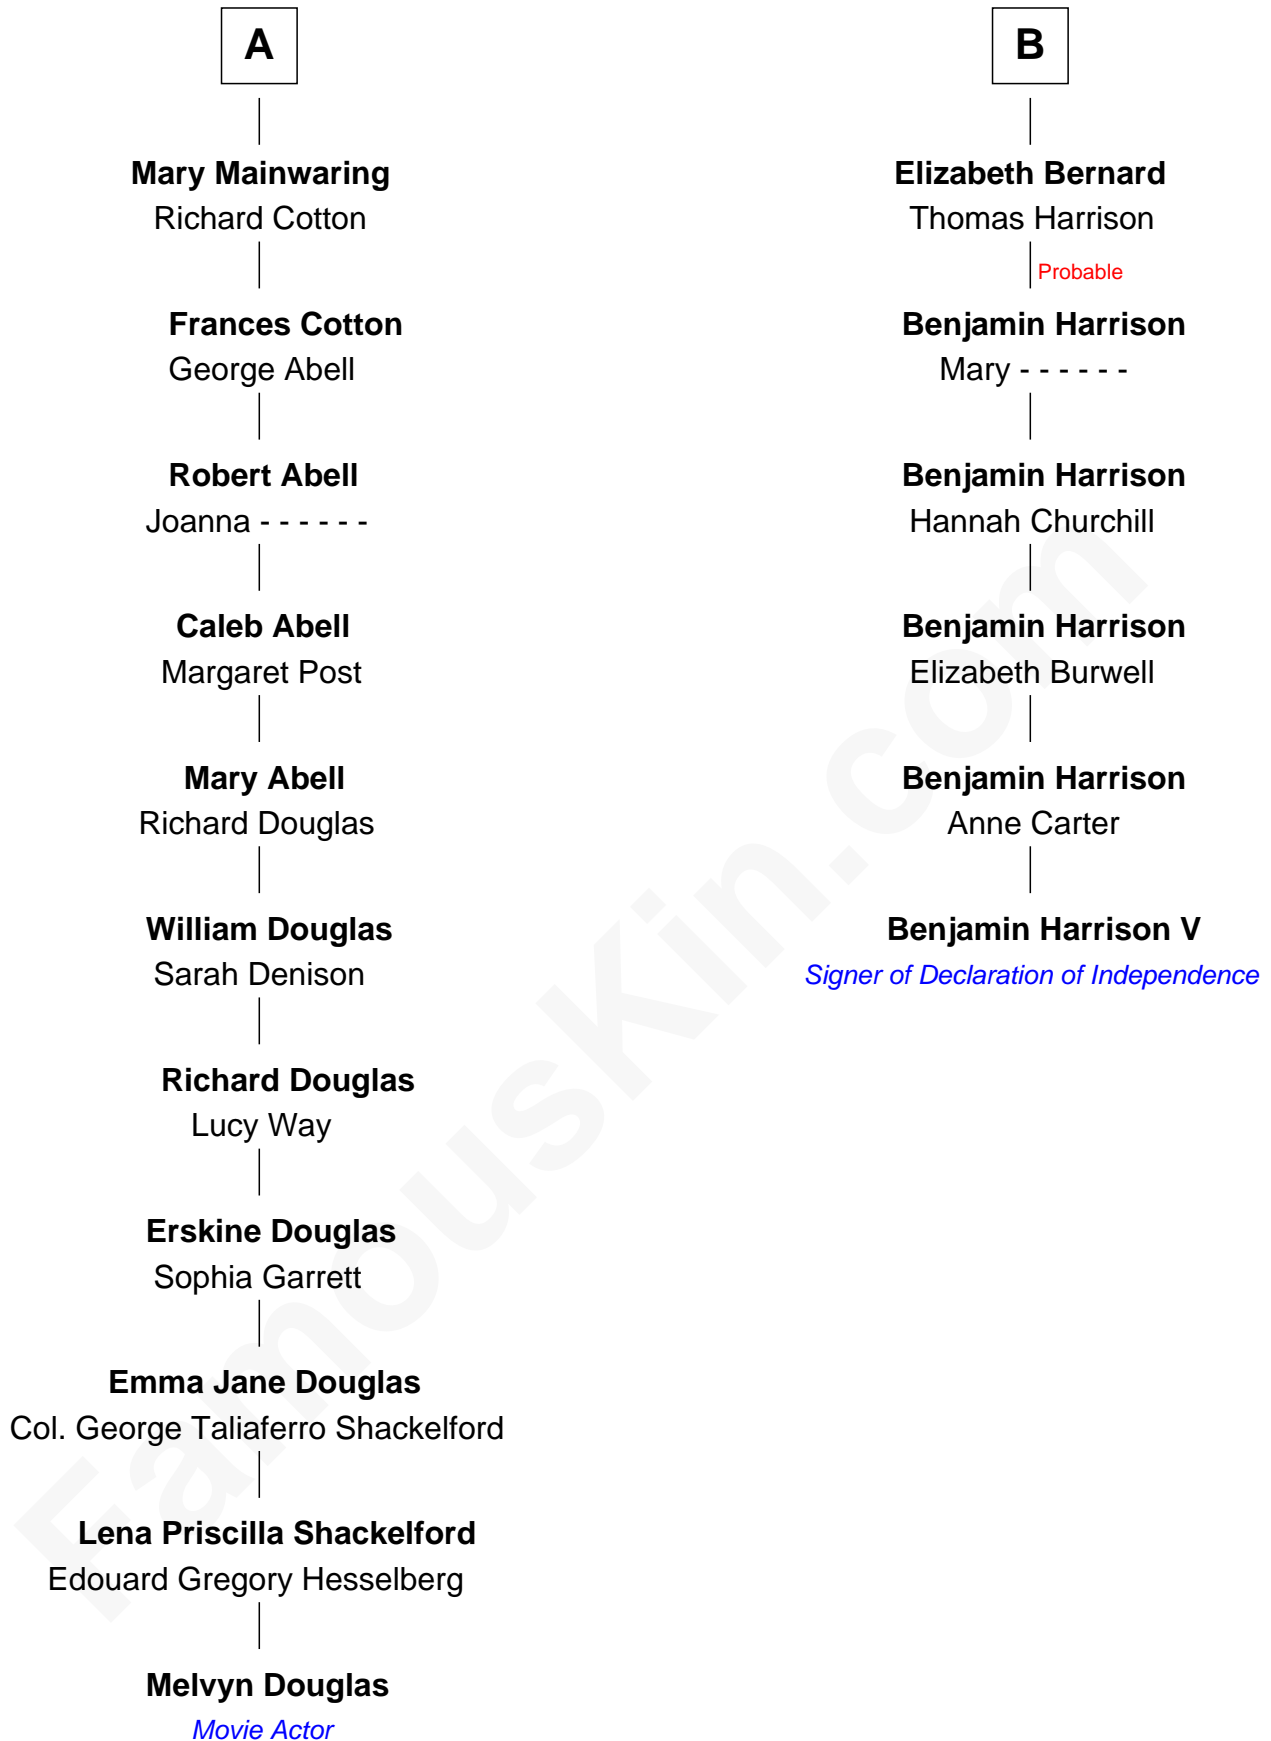 A
Mary Mainwaring
Richard Cotton
Frances Cotton
George Abell
Robert Abell
Joanna - - - - - -
Caleb Abell
Margaret Post
Mary Abell
Richard Douglas
William Douglas
Sarah Denison
Richard Douglas
Lucy Way
Erskine Douglas
Sophia Garrett
Emma Jane Douglas
Col. George Taliaferro Shackelford
Lena Priscilla Shackelford
Edouard Gregory Hesselberg
Melvyn Douglas
Movie Actor
B
Elizabeth Bernard
Thomas Harrison
Probable
Benjamin Harrison
Mary - - - - - -
Benjamin Harrison
Hannah Churchill
Benjamin Harrison
Elizabeth Burwell
Benjamin Harrison
Anne Carter
Benjamin Harrison V
Signer of Declaration of Independence
FamousKin.com